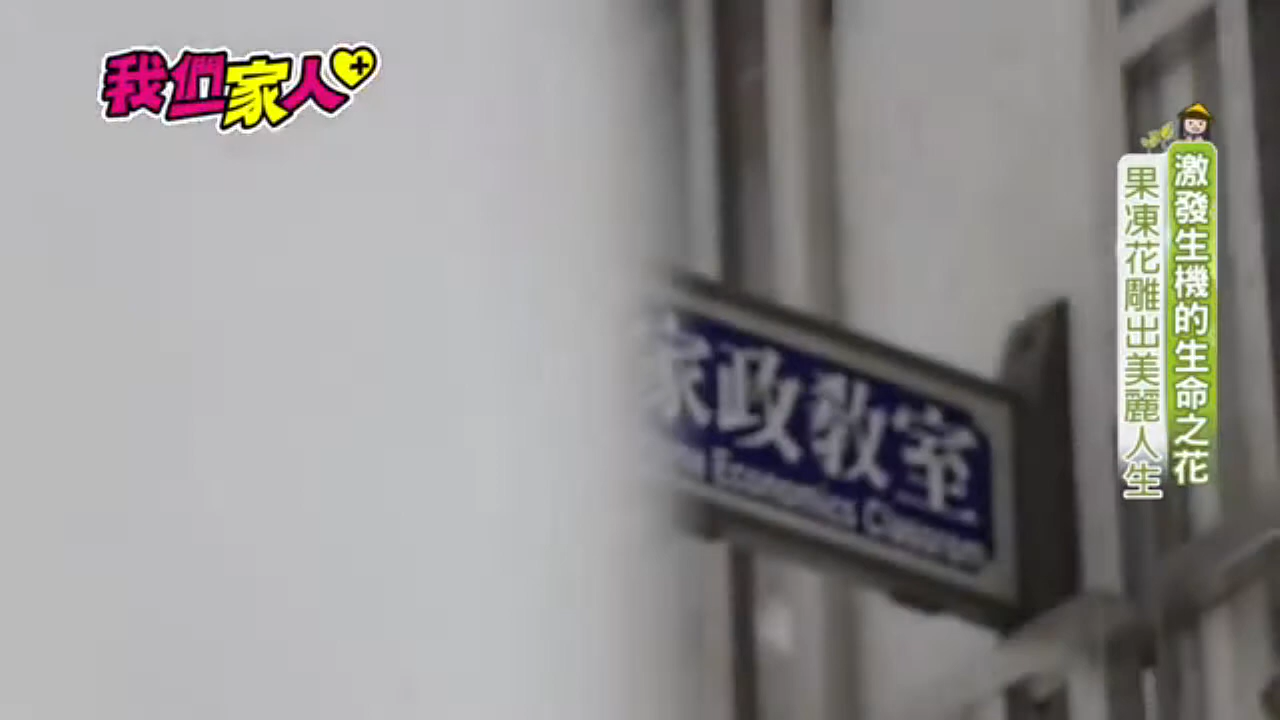 我們家人+
激發生機的生命之花
果凍花雕出美麗人生
家政教室
Economics Classroom